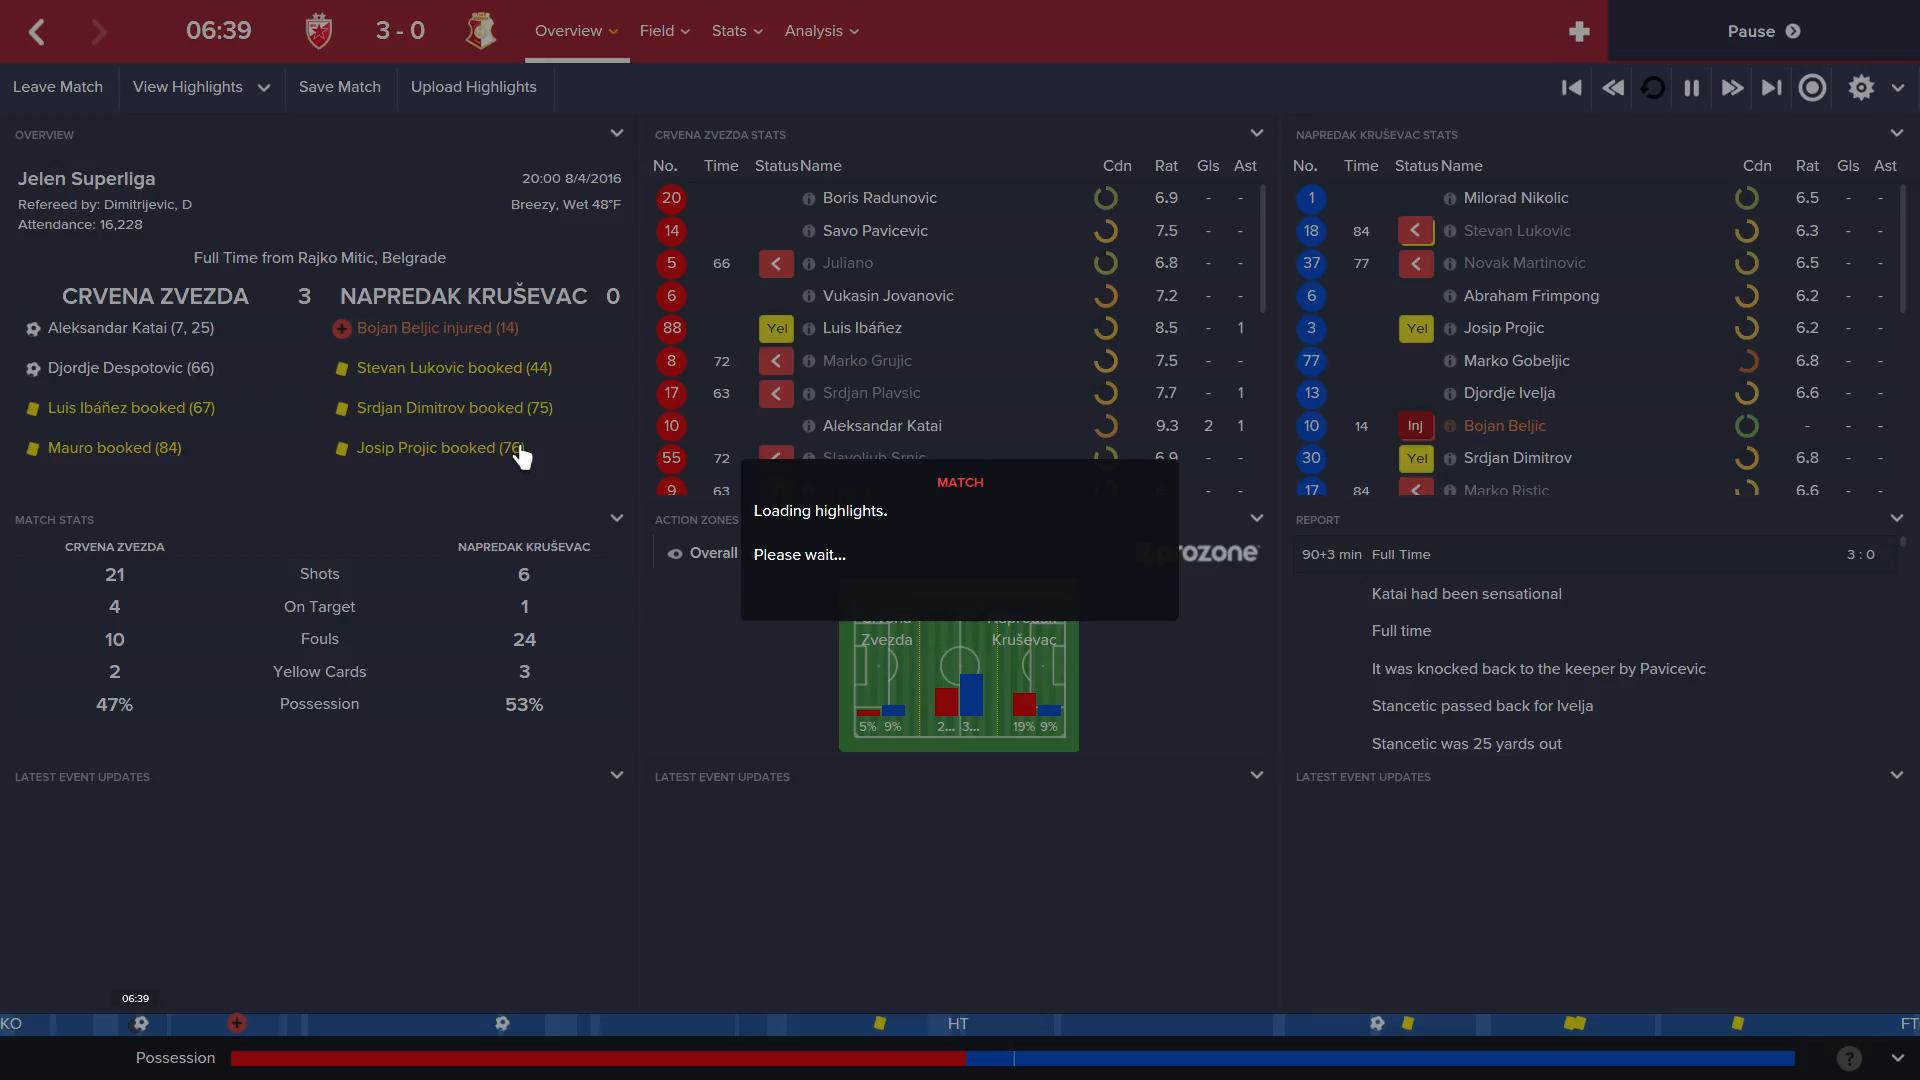 06:39
3 - 0
Overview
Field
Stats
Analysis
Pause
Leave Match
View Highlights
Save Match
Upload Highlights
OVERVIEW
Jelen Superliga
20:00 8/4/2016
Refereed by: Dimitrijevic, D
Breezy, Wet 48°F
Attendance: 16,228
Full Time from Rajko Mitic, Belgrade
CRVENA ZVEZDA 3 NAPREDAK KRUŠEVAC 0
Aleksandar Katai (7, 25)
Bojan Beljic injured (14)
Djordje Despotovic (66)
Stevan Lukovic booked (44)
Luis Ibáñez booked (67)
Srdjan Dimitrov booked (75)
Mauro booked (84)
Josip Projic booked (76)
CRVENA ZVEZDA STATS
No. Time Status Name Cdn Rat Gls Ast
20 Boris Radunovic 6.9 - -
14 Savo Pavicevic 7.5 - -
5 66 Juliano 6.8 - -
6 Vukasin Jovanovic 7.2 - -
88 Yel Luis Ibáñez 8.5 - 1
8 72 Marko Grujic 7.5 - -
17 63 Srdjan Plavsic 7.7 - 1
10 Aleksandar Katai 9.3 2 1
55 72 Slavoljub Srnic 6.9 - -
9 63 - -
NAPREDAK KRUŠEVAC STATS
No. Time Status Name Cdn Rat Gls Ast
1 Milorad Nikolic 6.5 - -
18 84 Stevan Lukovic 6.3 - -
37 77 Novak Martinovic 6.5 - -
6 Abraham Frimpong 6.2 - -
3 Yel Josip Projic 6.2 - -
77 Marko Gobeljic 6.8 - -
13 Djordje Ivelja 6.6 - -
10 14 Inj Bojan Beljic - - -
30 Yel Srdjan Dimitrov 6.8 - -
17 84 Marko Ristic 6.6 - -
MATCH
Loading highlights.
Please wait...
MATCH STATS
CRVENA ZVEZDA NAPREDAK KRUŠEVAC
21 Shots 6
4 On Target 1
10 Fouls 24
2 Yellow Cards 3
47% Possession 53%
ACTION ZONES
Overall
prozone
Crvena Zvezda
Napredak Kruševac
5% 9% 2... 3... 19% 9%
REPORT
90+3 min Full Time 3 : 0
Katai had been sensational
Full time
It was knocked back to the keeper by Pavicevic
Stancetic passed back for Ivelja
Stancetic was 25 yards out
LATEST EVENT UPDATES
LATEST EVENT UPDATES
LATEST EVENT UPDATES
06:39
KO
HT
FT
Possession
?